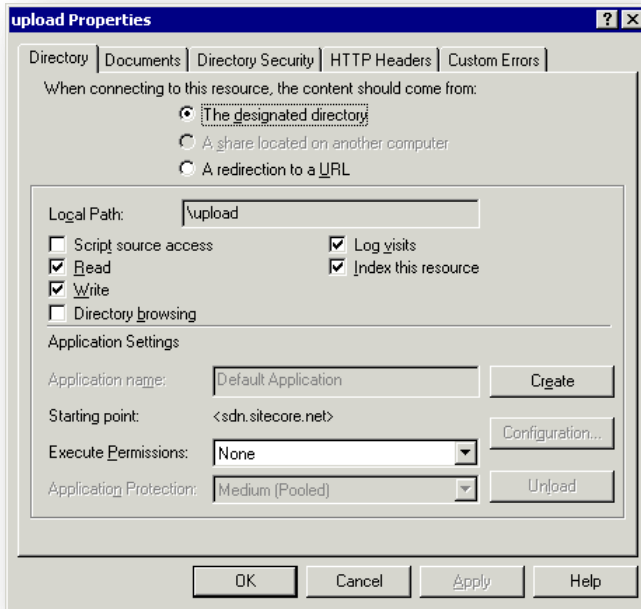 upload Properties
Directory Documents Directory Security HTTP Headers Custom Errors
When connecting to this resource, the content should come from:
The designated directory
A share located on another computer
A redirection to a URL
Local Path: \upload
Script source access Log visits
Read Index this resource
Write
Directory browsing
Application Settings
Application name: Default Application Create
Starting point: <sdn.sitecore.net>
Configuration...
Execute Permissions: None
Application Protection: Medium (Pooled) Unload
OK Cancel Apply Help